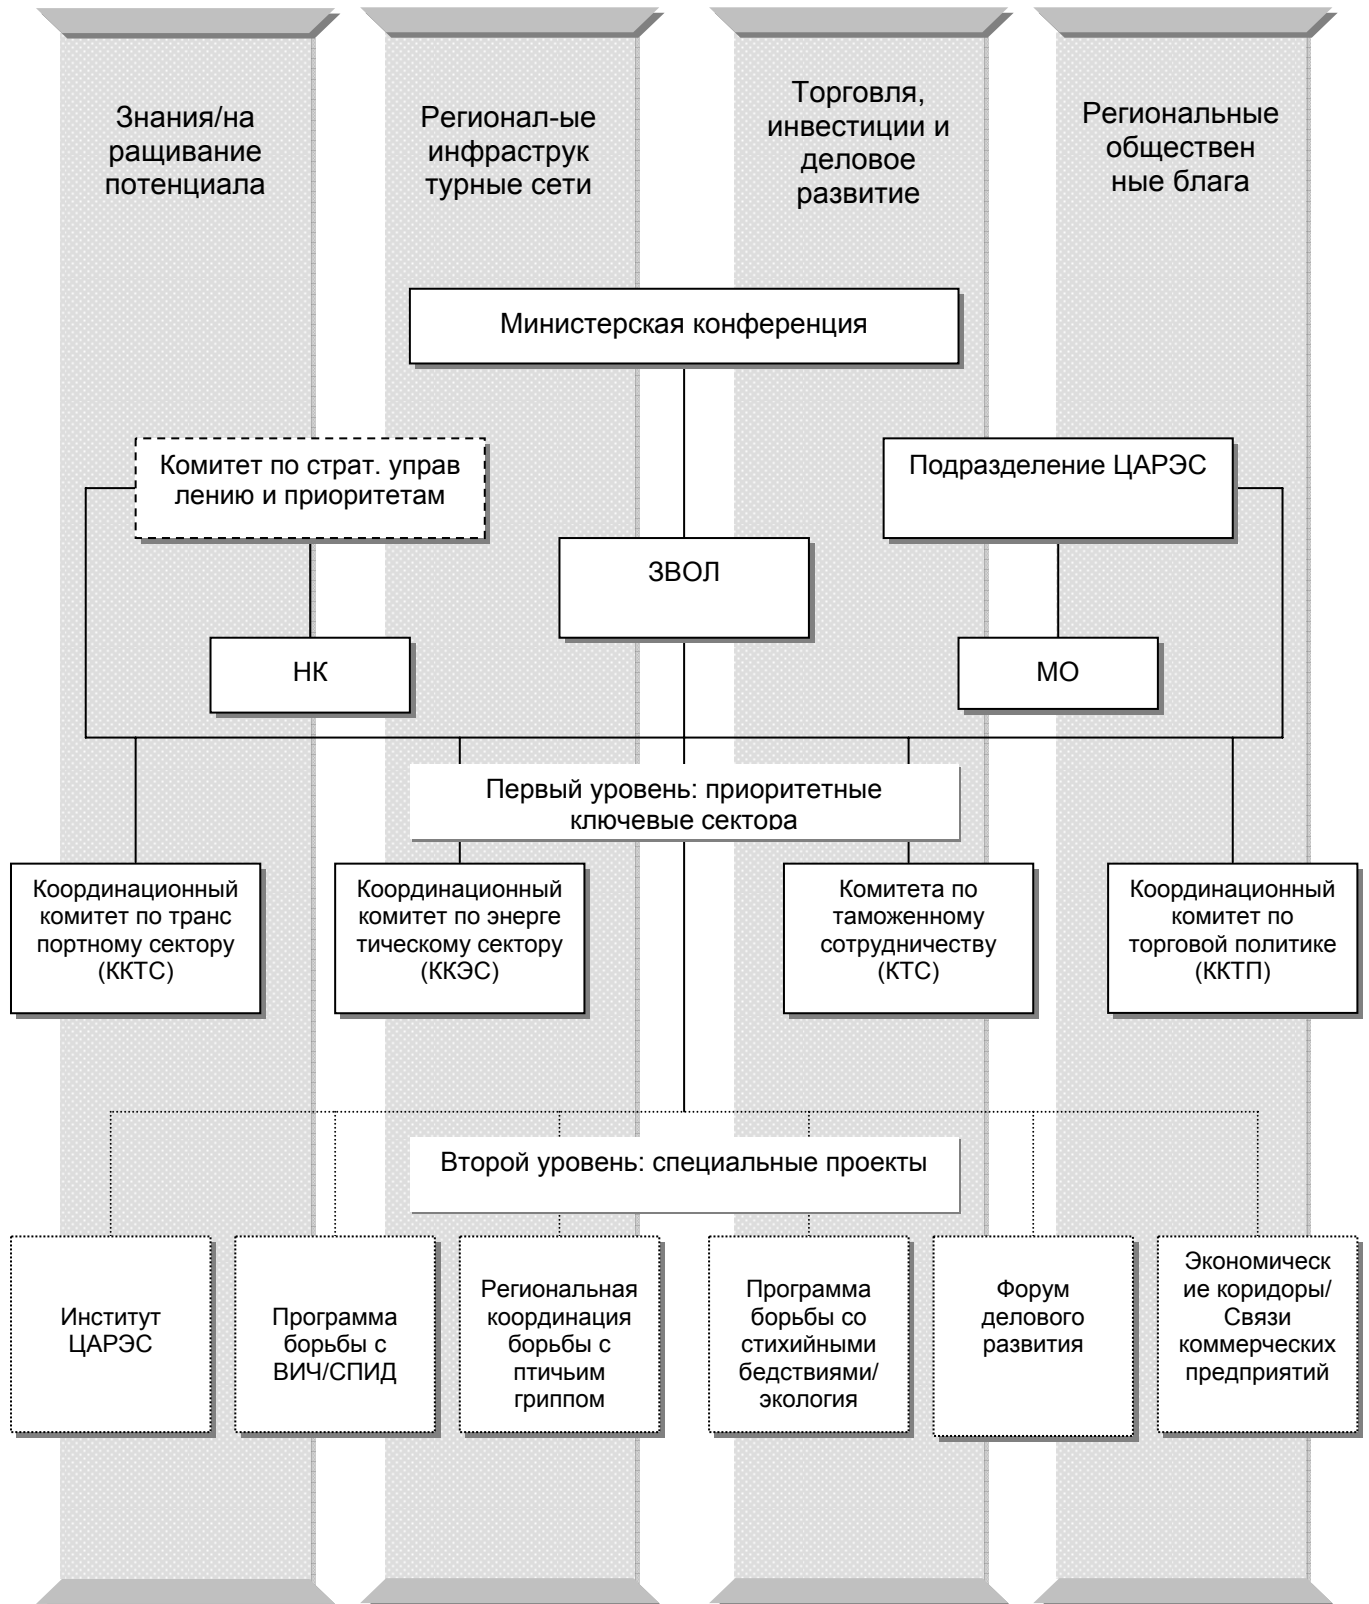 Знания/на
ращивание
потенциала
Регионал-ые
инфраструк
турные сети
Торговля,
инвестиции и
деловое
развитие
Региональные
обществен
ные блага
Министерская конференция
Комитет по страт. управ
лению и приоритетам
Подразделение ЦАРЭС
ЗВОЛ
НК
МО
Первый уровень: приоритетные
ключевые сектора
Координационный
комитет по транс
портному сектору
(ККТС)
Координационный
комитет по энерге
тическому сектору
(ККЭС)
Комитета по
таможенному
сотрудничеству
(КТС)
Координационный
комитет по
торговой политике
(ККТП)
Второй уровень: специальные проекты
Институт
ЦАРЭС
Программа
борьбы с
ВИЧ/СПИД
Региональная
координация
борьбы с
птичьим
гриппом
Программа
борьбы со
стихийными
бедствиями/
экология
Форум
делового
развития
Экономическ
ие коридоры/
Связи
коммерческих
предприятий